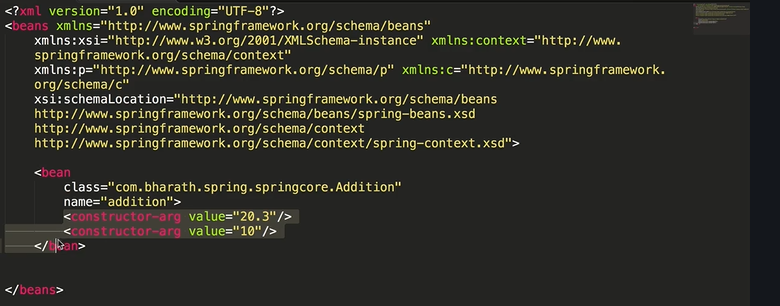 <?xml version="1.0" encoding="UTF-8"?>
<beans xmlns="http://www.springframework.org/schema/beans"
xmlns:xsi="http://www.w3.org/2001/XMLSchema-instance" xmlns:context="http://www.
springframework.org/schema/context"
xmlns:p="http://www.springframework.org/schema/p" xmlns:c="http://www.springframework.
org/schema/c"
xsi:schemaLocation="http://www.springframework.org/schema/beans
http://www.springframework.org/schema/beans/spring-beans.xsd
http://www.springframework.org/schema/context
http://www.springframework.org/schema/context/spring-context.xsd">
<bean
class="com.bharath.spring.springcore.Addition"
name="addition">
<constructor-arg value="20.3"/>
<constructor-arg value="10"/>
</bean>
</beans>